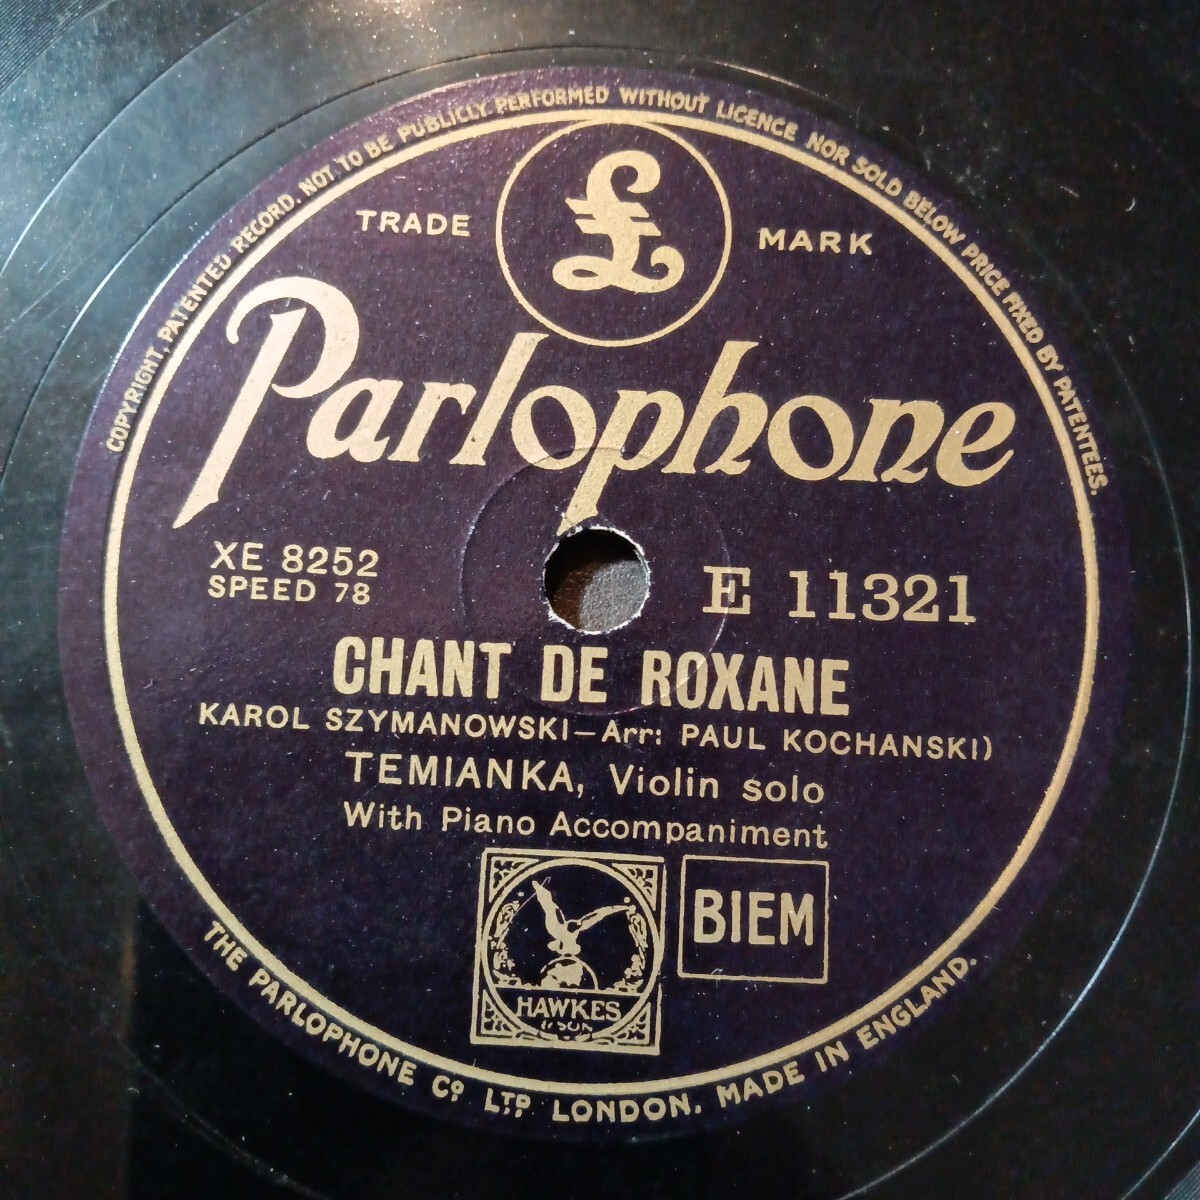 COPYRIGHT, PATENTED RECORD, NOT TO BE PUBLICLY PERFORMED WITHOUT LICENCE NOR SOLD BELOW PRICE FIXED BY PATENTEES.
£
TRADE MARK
Parlophone
XE 8252
SPEED 78
E 11321
CHANT DE ROXANE
KAROL SZYMANOWSKI—Arr: PAUL KOCHANSKI)
TEMIANKA, Violin solo
With Piano Accompaniment
HAWKES
& SON
BIEM
THE PARLOPHONE Cº LTD LONDON. MADE IN ENGLAND.